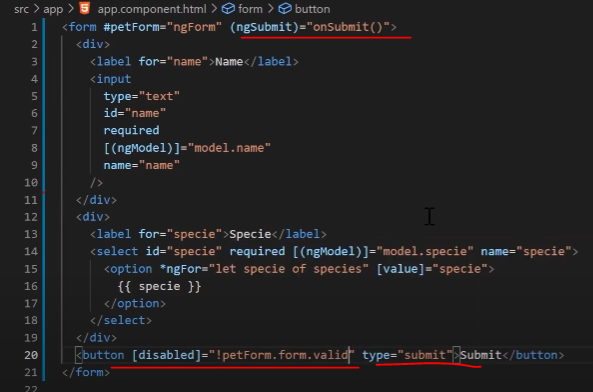 src > app > app.component.html > form > button
1 <form #petForm="ngForm" (ngSubmit)="onSubmit()">
2 <div>
3 <label for="name">Name</label>
4 <input
5 type="text"
6 id="name"
7 required
8 [(ngModel)]="model.name"
9 name="name"
10 />
11 </div>
12 <div>
13 <label for="specie">Specie</label>
14 <select id="specie" required [(ngModel)]="model.specie" name="specie">
15 <option *ngFor="let specie of species" [value]="specie">
16 {{ specie }}
17 </option>
18 </select>
19 </div>
20 <button [disabled]="!petForm.form.valid" type="submit">Submit</button>
21 </form>
22